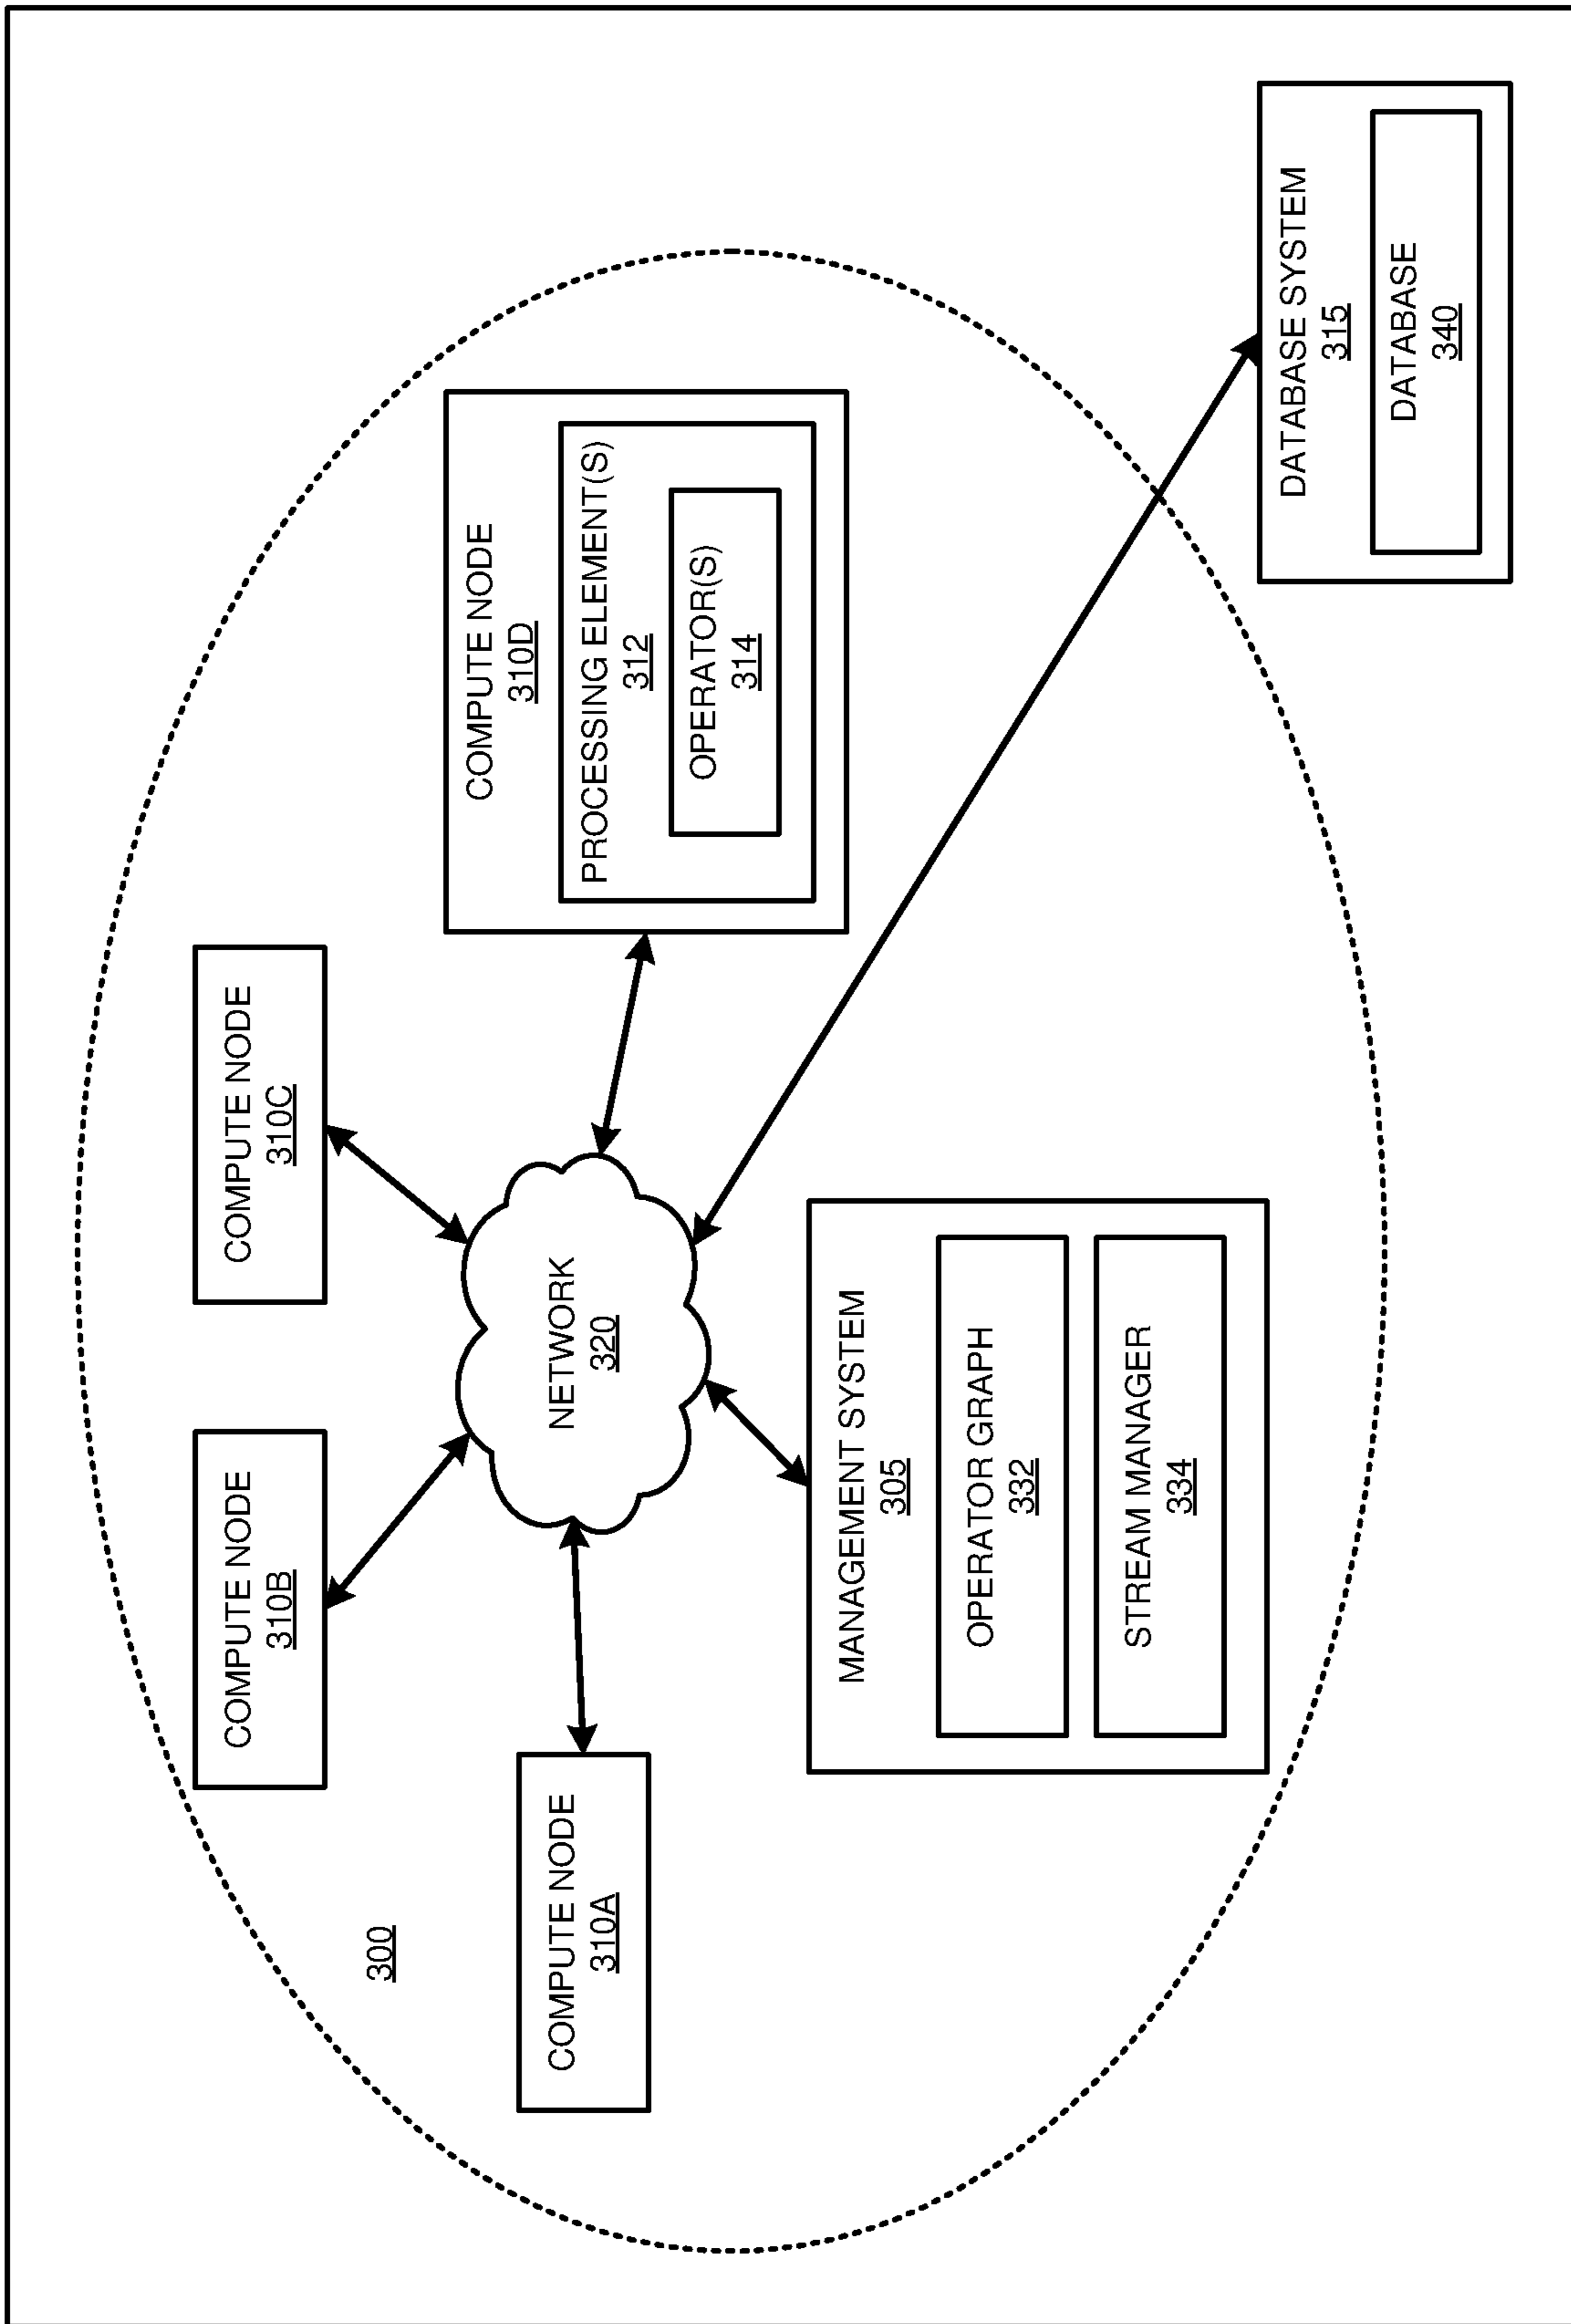 300
COMPUTE NODE
310A
COMPUTE NODE
310B
COMPUTE NODE
310C
NETWORK
320
COMPUTE NODE
310D
PROCESSING ELEMENT(S)
312
OPERATOR(S)
314
MANAGEMENT SYSTEM
305
OPERATOR GRAPH
332
STREAM MANAGER
334
DATABASE SYSTEM
315
DATABASE
340